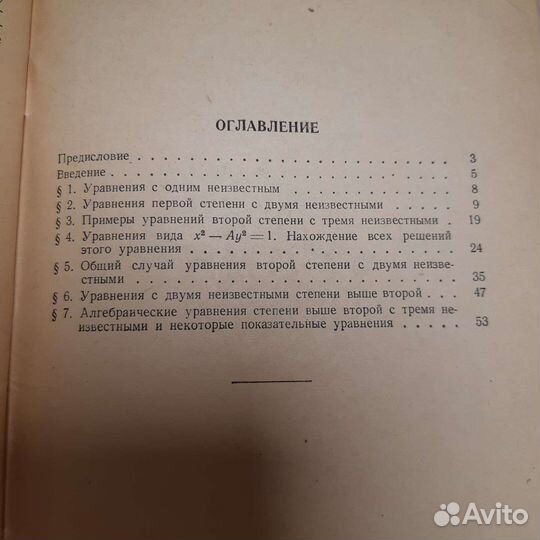 ОГЛАВЛЕНИЕ
Предисловие . . . . . . . . . . . . . . . . . . . . . . . . . 3
Введение . . . . . . . . . . . . . . . . . . . . . . . . . . . 5
§ 1. Уравнения с одним неизвестным . . . . . . . . . . . . . 8
§ 2. Уравнения первой степени с двумя неизвестными . . . . . 9
§ 3. Примеры уравнений второй степени с тремя неизвестными . 19
§ 4. Уравнения вида x² — Ay² = 1. Нахождение всех решений
этого уравнения . . . . . . . . . . . . . . . . . . . . . 24
§ 5. Общий случай уравнения второй степени с двумя неизве-
стными . . . . . . . . . . . . . . . . . . . . . . . . . . 35
§ 6. Уравнения с двумя неизвестными степени выше второй . . . 47
§ 7. Алгебраические уравнения степени выше второй с тремя не-
известными и некоторые показательные уравнения . . . . . 53
Avito